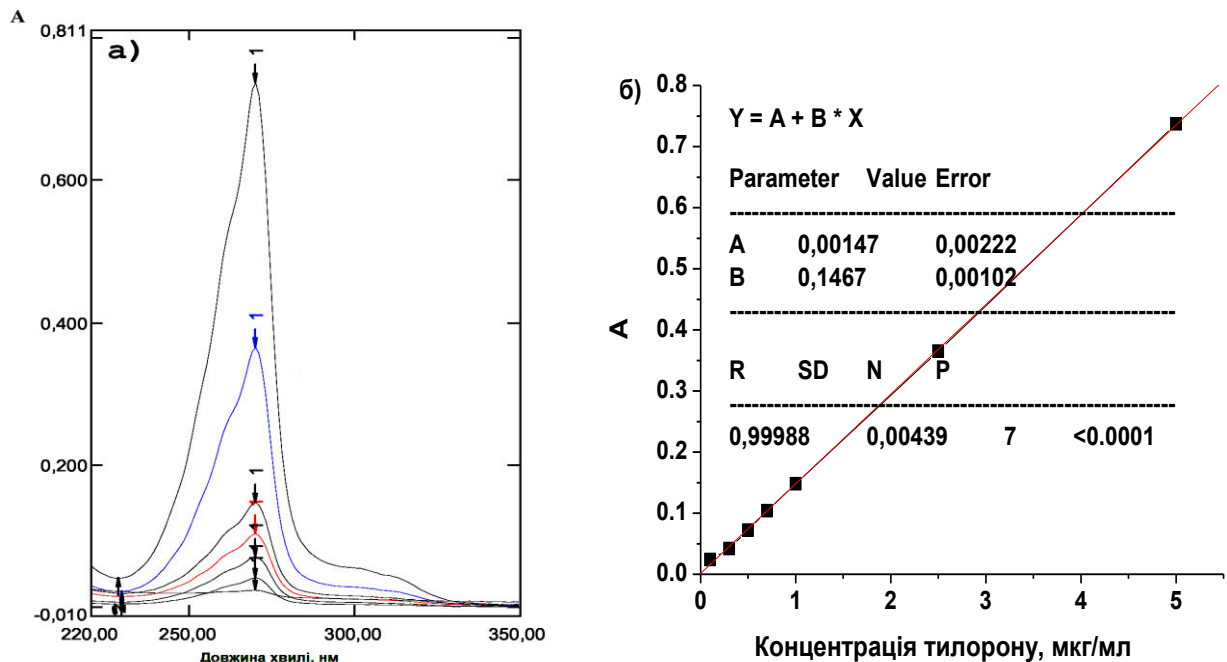 A
0,811
a)
1
0,600
0,400
1
0,200
1
1
-0,010
220,00 250,00 300,00 350,00
Довжина хвилі, нм
б)
0.8
0.7
0.6
0.5
0.4
0.3
0.2
0.1
0.0
A
Y = A + B * X
Parameter Value Error
A 0,00147 0,00222
B 0,1467 0,00102
R SD N P
0,99988 0,00439 7 <0.0001
0 1 2 3 4 5
Концентрація тилорону, мкг/мл